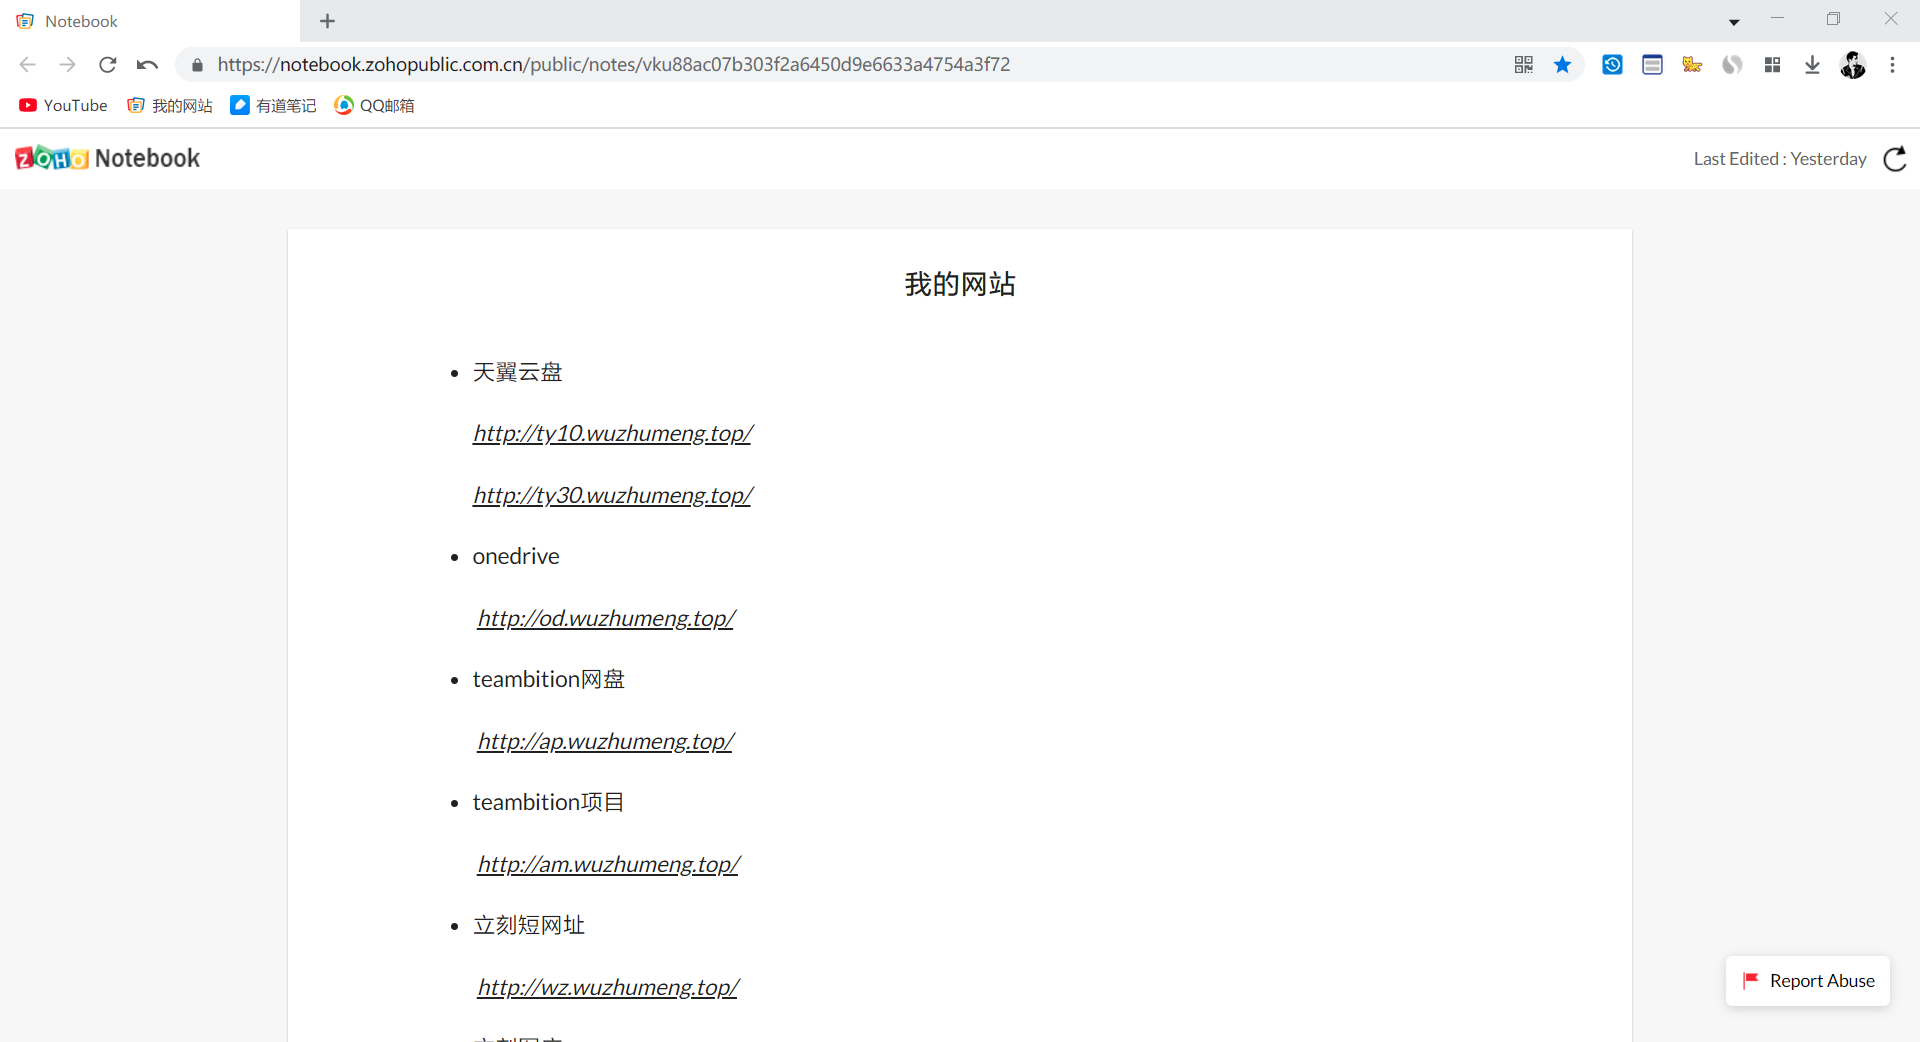 Notebook
https://notebook.zohopublic.com.cn/public/notes/vku88ac07b303f2a6450d9e6633a4754a3f72
YouTube 我的网站 有道笔记 QQ邮箱
ZOHO Notebook
Last Edited : Yesterday
我的网站
天翼云盘
http://ty10.wuzhumeng.top/
http://ty30.wuzhumeng.top/
onedrive
http://od.wuzhumeng.top/
teambition网盘
http://ap.wuzhumeng.top/
teambition项目
http://am.wuzhumeng.top/
立刻短网址
http://wz.wuzhumeng.top/
Report Abuse